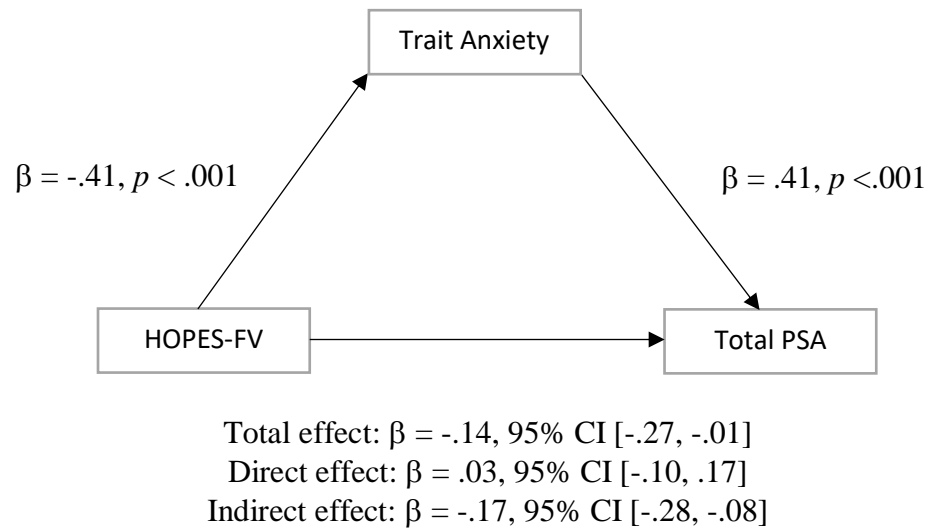 Trait Anxiety
β = -.41, p < .001
β = .41, p <.001
HOPES-FV
Total PSA
Total effect: β = -.14, 95% CI [-.27, -.01]
Direct effect: β = .03, 95% CI [-.10, .17]
Indirect effect: β = -.17, 95% CI [-.28, -.08]